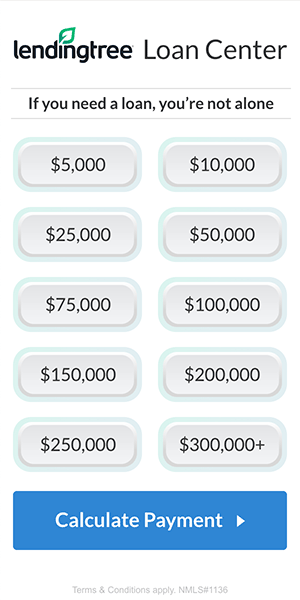 lendingtree Loan Center
If you need a loan, you're not alone
$5,000 $10,000
$25,000 $50,000
$75,000 $100,000
$150,000 $200,000
$250,000 $300,000+
Calculate Payment
Terms & Conditions apply. NMLS#1136